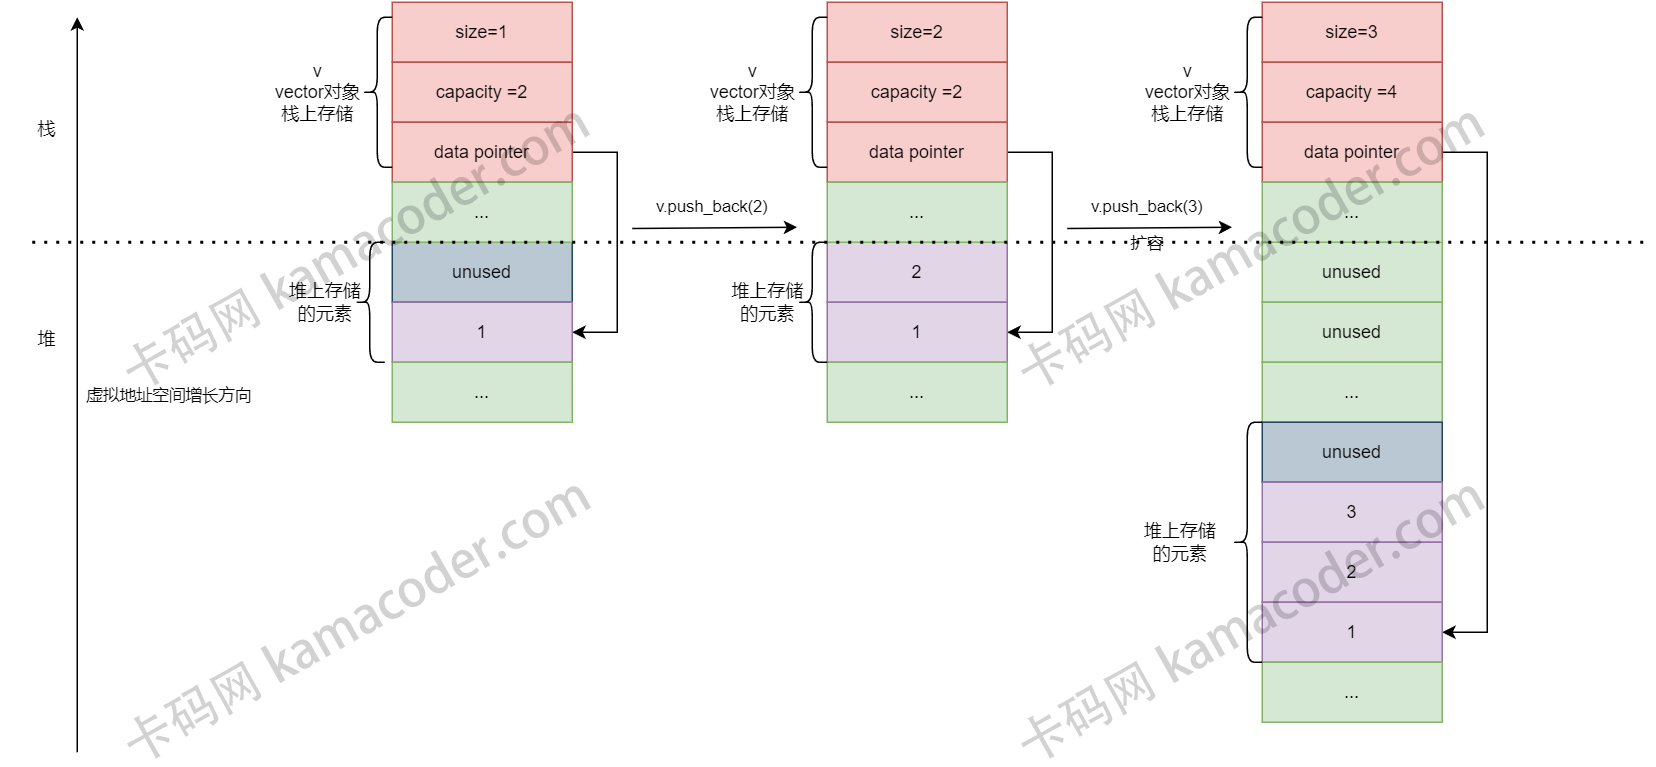 栈
堆
虚拟地址空间增长方向
v
vector对象
栈上存储
size=1
capacity =2
data pointer
...
堆上存储
的元素
unused
1
...
v.push_back(2)
v
vector对象
栈上存储
size=2
capacity =2
data pointer
...
堆上存储
的元素
2
1
...
v.push_back(3)
扩容
v
vector对象
栈上存储
size=3
capacity =4
data pointer
...
unused
unused
...
堆上存储
的元素
unused
3
2
1
...
卡码网 kamacoder.com
卡码网 kamacoder.com
卡码网 kamacoder.com
卡码网 kamacoder.com